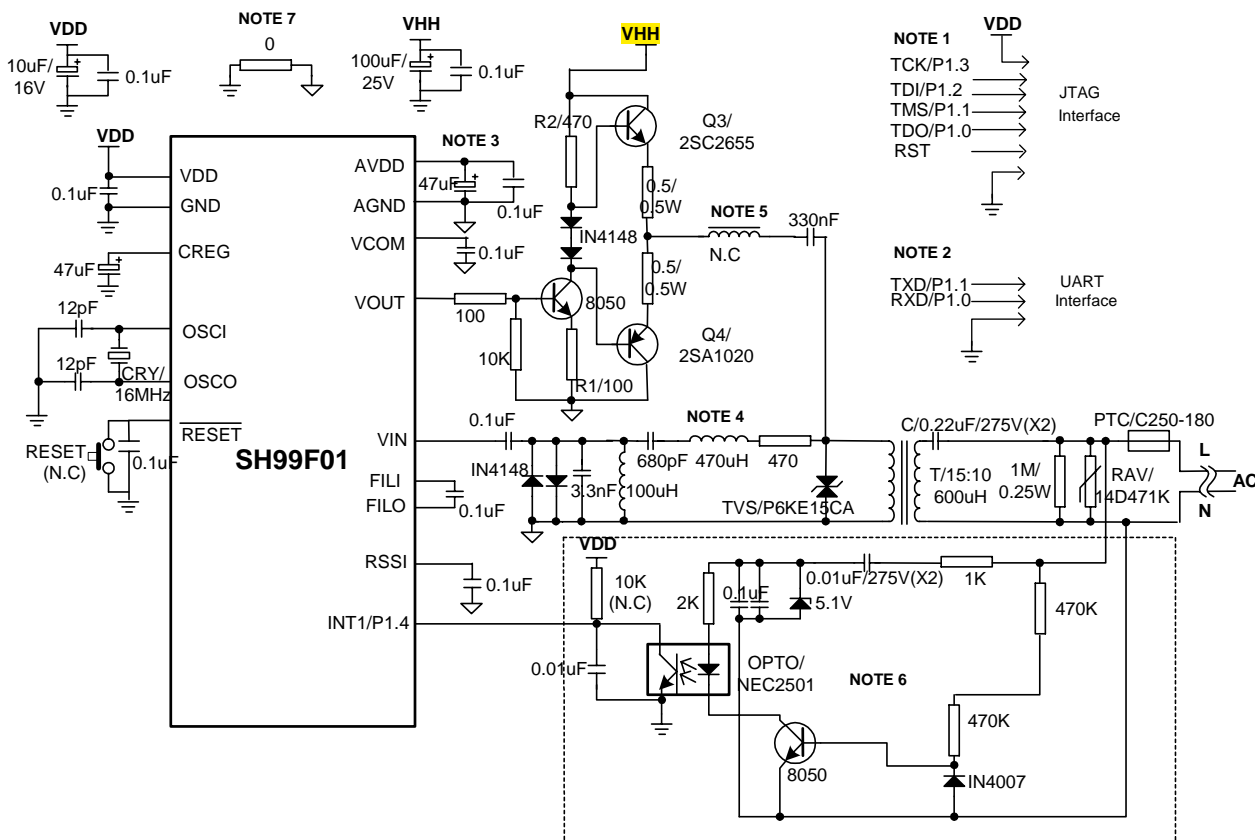 VDD
NOTE 7
VHH
VHH
VDD
10uF/
16V
0.1uF
0
100uF/
25V
0.1uF
NOTE 1
TCK/P1.3
TDI/P1.2
TMS/P1.1
TDO/P1.0
RST
JTAG
Interface
VDD
0.1uF
VDD
GND
CREG
47uF
12pF
12pF
OSCI
OSCO
CRY/
16MHz
RESET
RESET
(N.C)
0.1uF
SH99F01
AVDD
AGND
VCOM
VOUT
VIN
FILI
FILO
RSSI
INT1/P1.4
NOTE 3
47uF
0.1uF
0.1uF
100
10K
R2/470
IN4148
8050
R1/100
Q3/
2SC2655
0.5/
0.5W
0.5/
0.5W
Q4/
2SA1020
NOTE 5
N.C
330nF
NOTE 2
TXD/P1.1
RXD/P1.0
UART
Interface
0.1uF
IN4148
3.3nF
100uH
680pF
NOTE 4
470uH
470
TVS/P6KE15CA
C/0.22uF/275V(X2)
T/15:10
600uH
1M/
0.25W
RAV/
14D471K
PTC/C250-180
L
N
AC
0.1uF
0.1uF
VDD
10K
(N.C)
0.01uF
2K
0.1uF
5.1V
0.01uF/275V(X2)
1K
470K
OPTO/
NEC2501
NOTE 6
470K
8050
IN4007